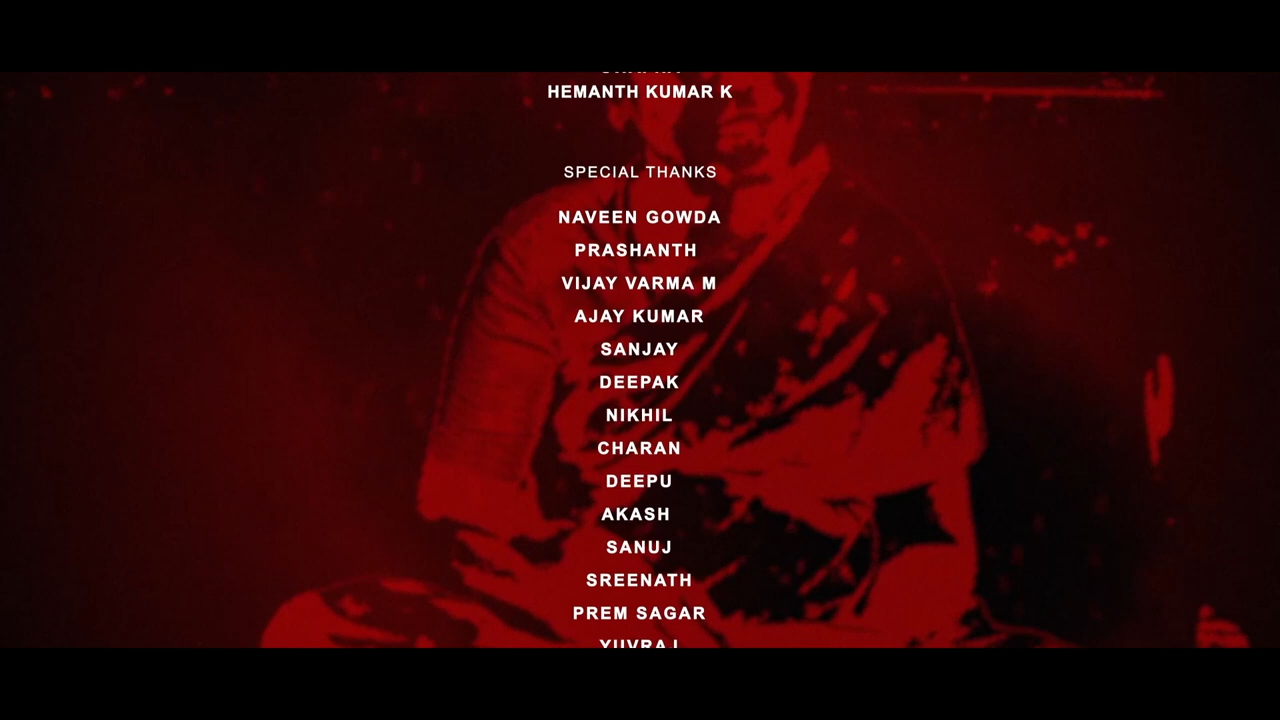 HEMANTH KUMAR K
SPECIAL THANKS
NAVEEN GOWDA
PRASHANTH
VIJAY VARMA M
AJAY KUMAR
SANJAY
DEEPAK
NIKHIL
CHARAN
DEEPU
AKASH
SANUJ
SREENATH
PREM SAGAR
YUVRAJ